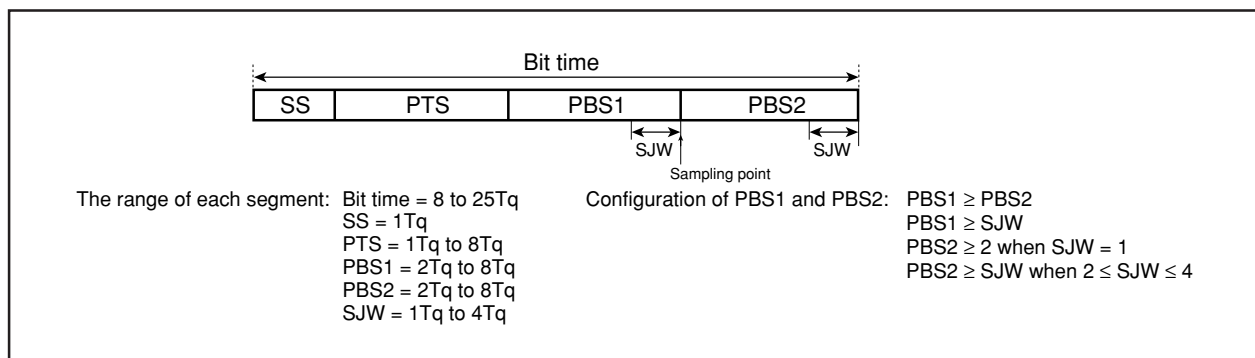 Bit time
SS PTS PBS1 PBS2
SJW SJW
Sampling point
The range of each segment: Bit time = 8 to 25Tq
SS = 1Tq
PTS = 1Tq to 8Tq
PBS1 = 2Tq to 8Tq
PBS2 = 2Tq to 8Tq
SJW = 1Tq to 4Tq
Configuration of PBS1 and PBS2: PBS1 ≥ PBS2
PBS1 ≥ SJW
PBS2 ≥ 2 when SJW = 1
PBS2 ≥ SJW when 2 ≤ SJW ≤ 4